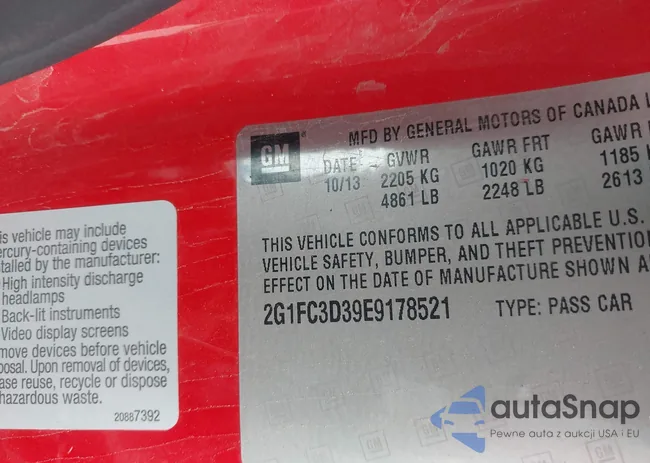 GM
MFD BY GENERAL MOTORS OF CANADA L
DATE GVWR GAWR FRT GAWR
10/13 2205 KG 1020 KG 1185
4861 LB 2248 LB 2613
THIS VEHICLE CONFORMS TO ALL APPLICABLE U.S.
VEHICLE SAFETY, BUMPER, AND THEFT PREVENTION
EFFECT ON THE DATE OF MANUFACTURE SHOWN A
2G1FC3D39E9178521 TYPE: PASS CAR
is vehicle may include
ercury-containing devices
stalled by the manufacturer:
High intensity discharge
headlamps
Back-lit instruments
Video display screens
move devices before vehicle
posal. Upon removal of devices,
ase reuse, recycle or dispose
hazardous waste.
20887392
autaSnap
Pewne auta z aukcji USA i EU